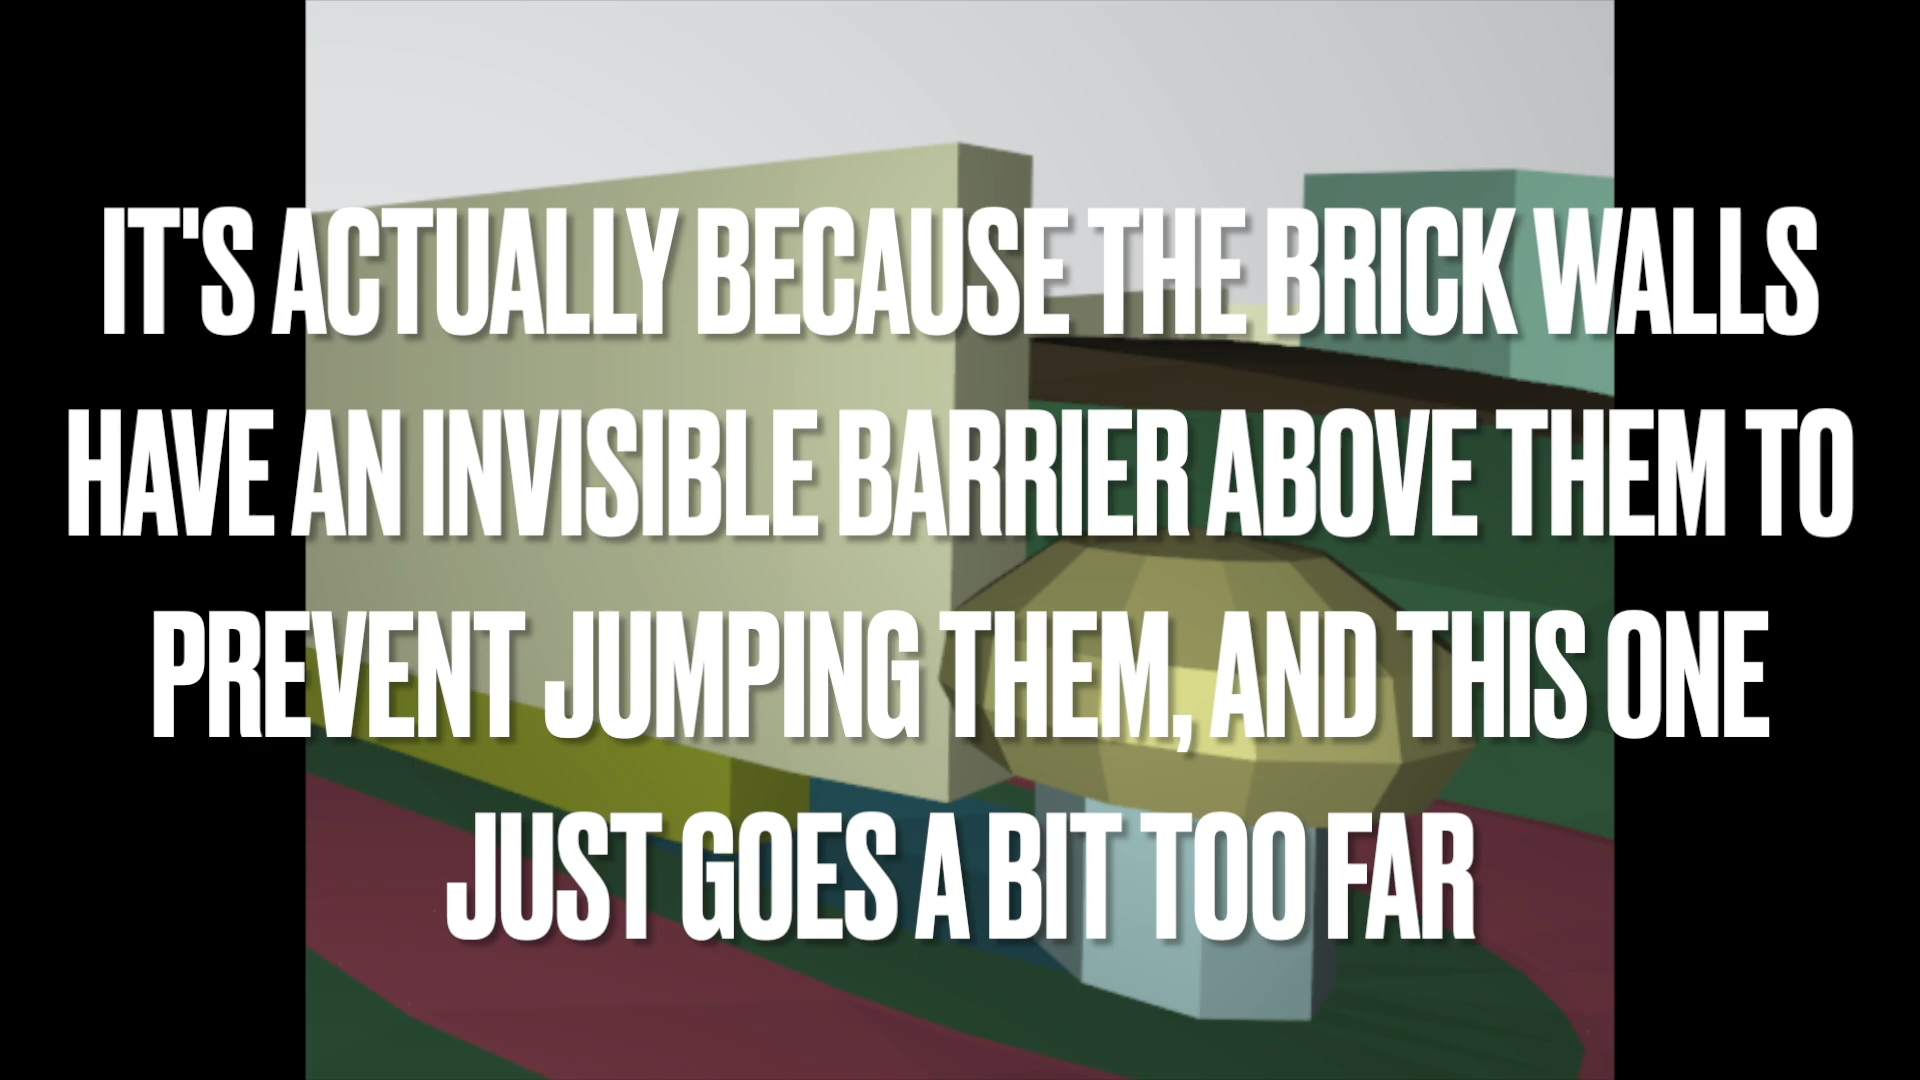 IT'S ACTUALLY BECAUSE THE BRICK WALLS
HAVE AN INVISIBLE BARRIER ABOVE THEM TO
PREVENT JUMPING THEM, AND THIS ONE
JUST GOES A BIT TOO FAR